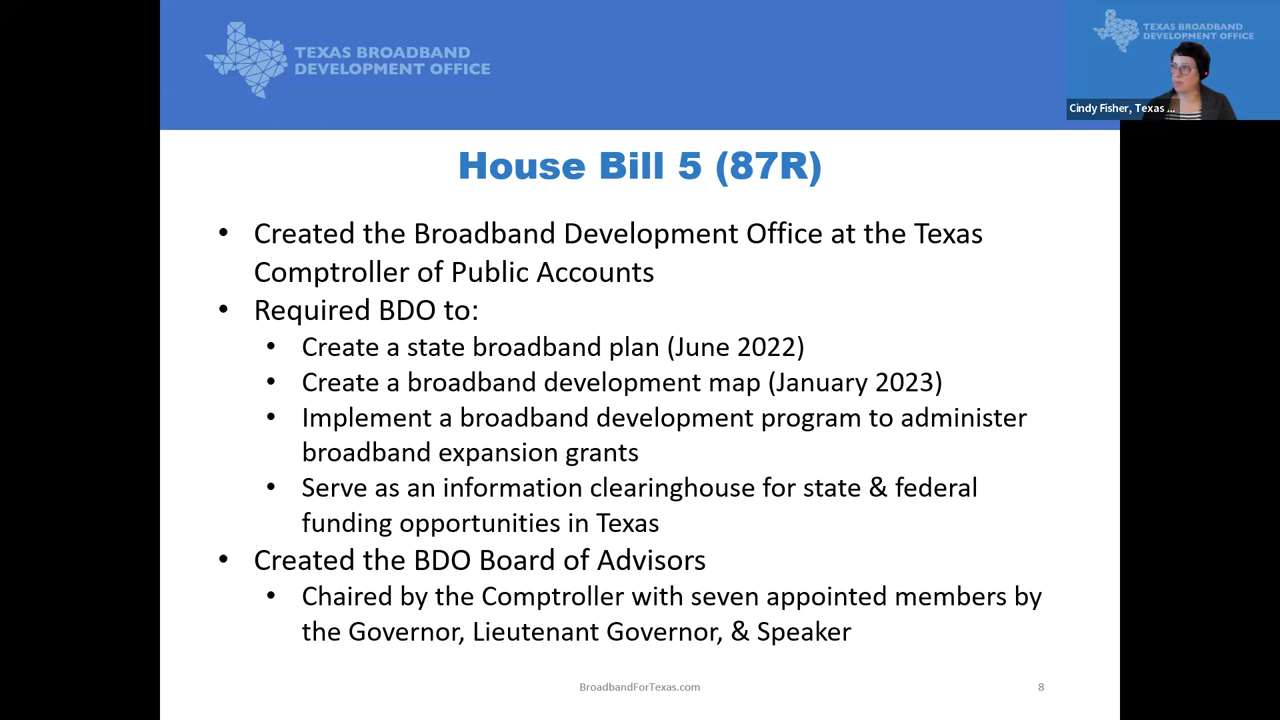 TEXAS BROADBAND
DEVELOPMENT OFFICE
TEXAS BROADBAND
DEVELOPMENT OFFICE
Cindy Fisher, Texas ...
House Bill 5 (87R)
• Created the Broadband Development Office at the Texas
Comptroller of Public Accounts
• Required BDO to:
• Create a state broadband plan (June 2022)
• Create a broadband development map (January 2023)
• Implement a broadband development program to administer
broadband expansion grants
• Serve as an information clearinghouse for state & federal
funding opportunities in Texas
• Created the BDO Board of Advisors
• Chaired by the Comptroller with seven appointed members by
the Governor, Lieutenant Governor, & Speaker
BroadbandForTexas.com
8